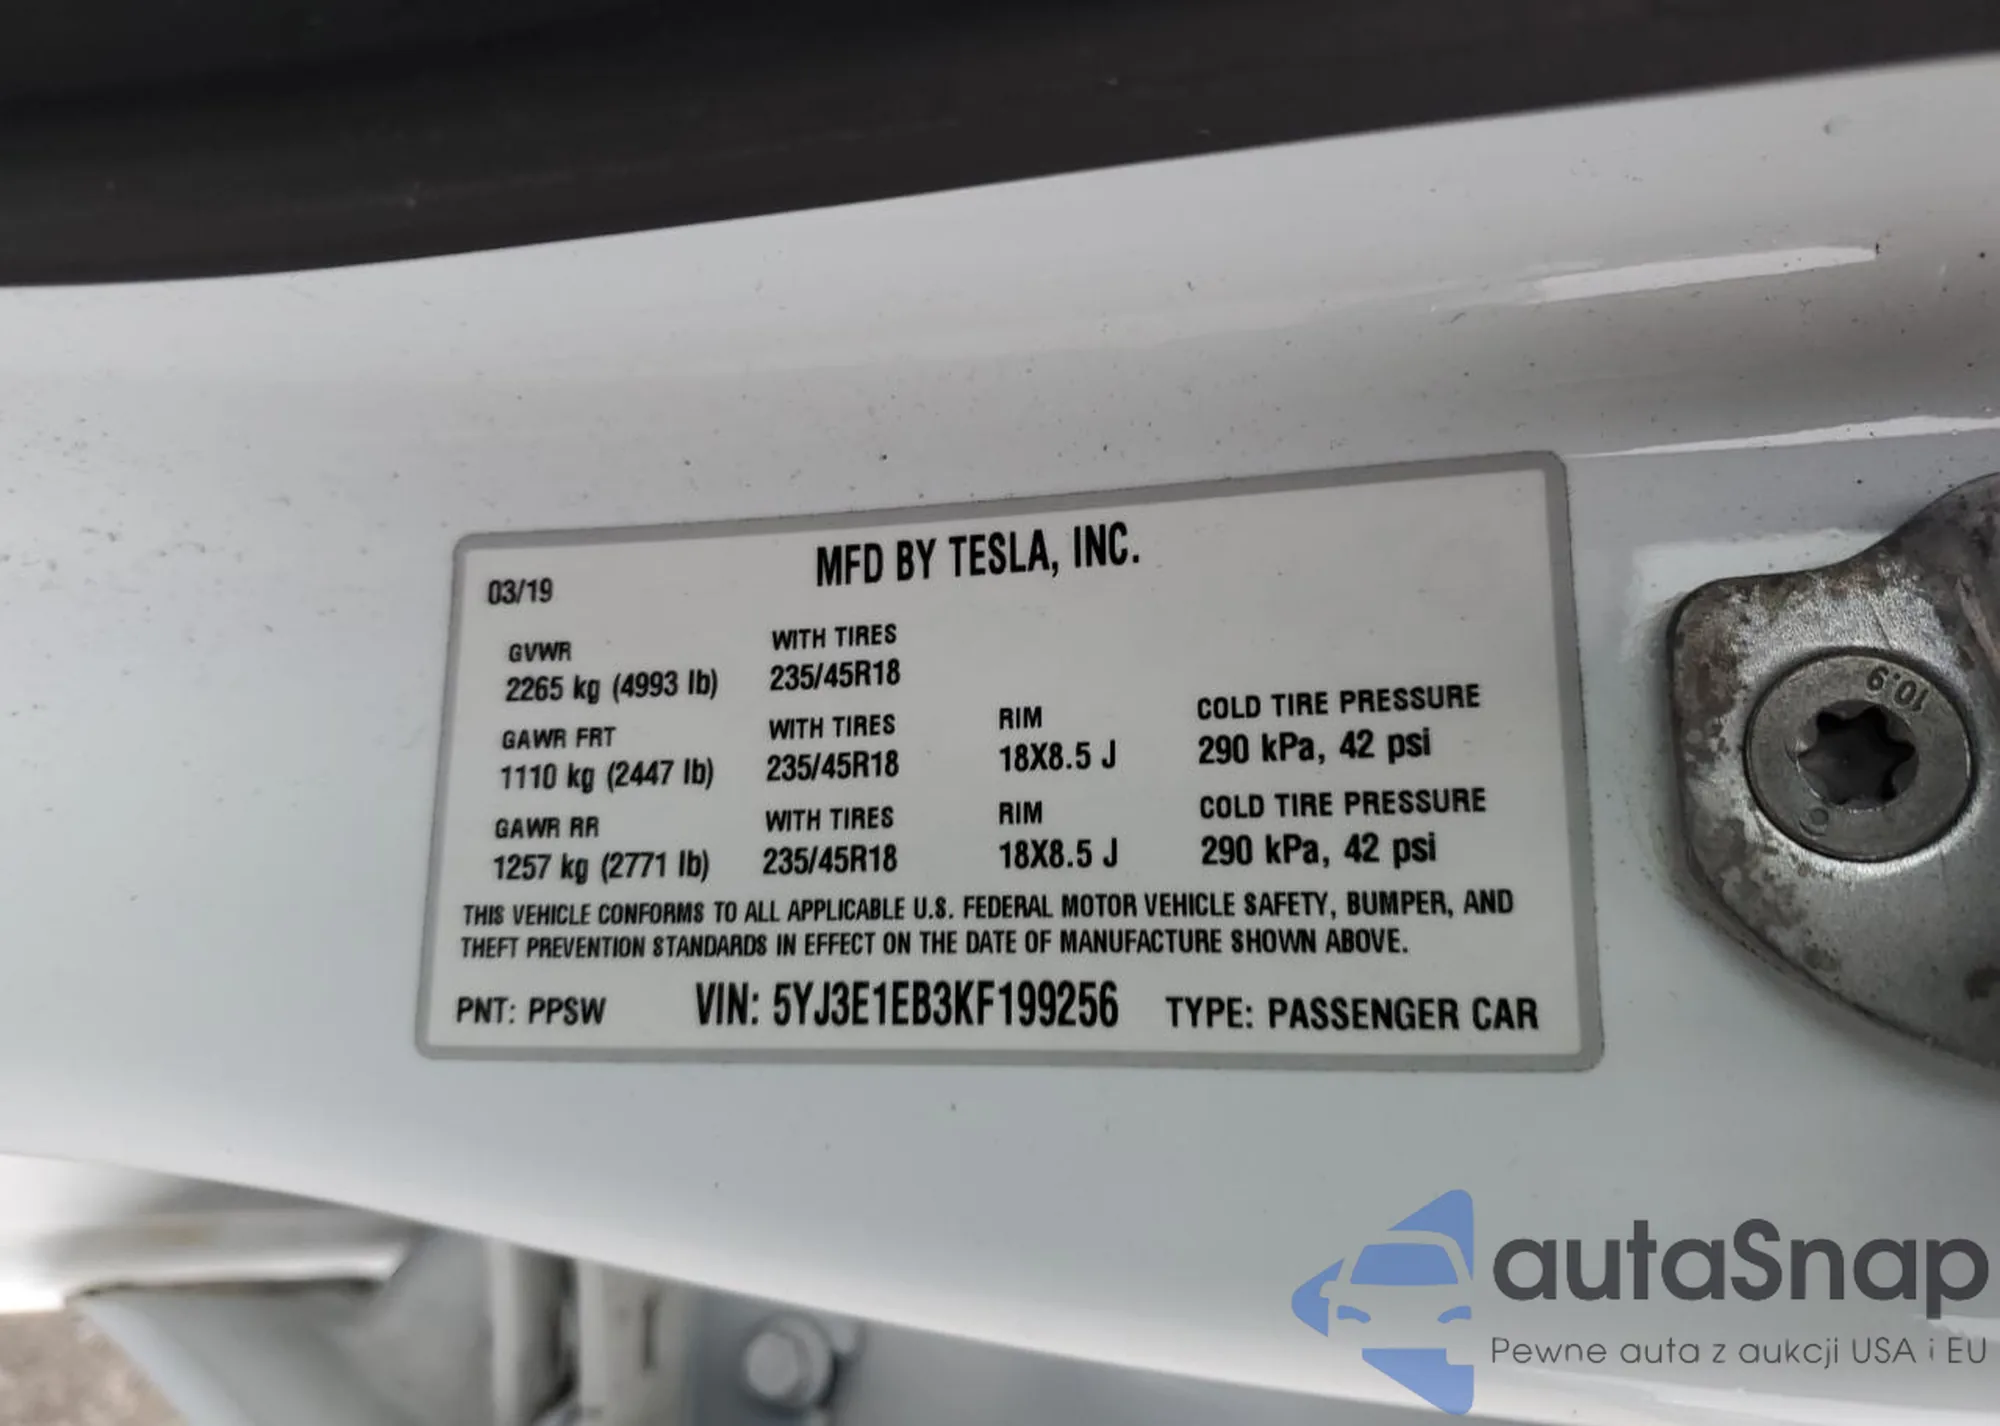 MFD BY TESLA, INC.
03/19
GVWR WITH TIRES
2265 kg (4993 lb) 235/45R18
GAWR FRT WITH TIRES RIM COLD TIRE PRESSURE
1110 kg (2447 lb) 235/45R18 18X8.5 J 290 kPa, 42 psi
GAWR RR WITH TIRES RIM COLD TIRE PRESSURE
1257 kg (2771 lb) 235/45R18 18X8.5 J 290 kPa, 42 psi
THIS VEHICLE CONFORMS TO ALL APPLICABLE U.S. FEDERAL MOTOR VEHICLE SAFETY, BUMPER, AND
THEFT PREVENTION STANDARDS IN EFFECT ON THE DATE OF MANUFACTURE SHOWN ABOVE.
PNT: PPSW VIN: 5YJ3E1EB3KF199256 TYPE: PASSENGER CAR
10.9
autaSnap
Pewne auta z aukcji USA i EU